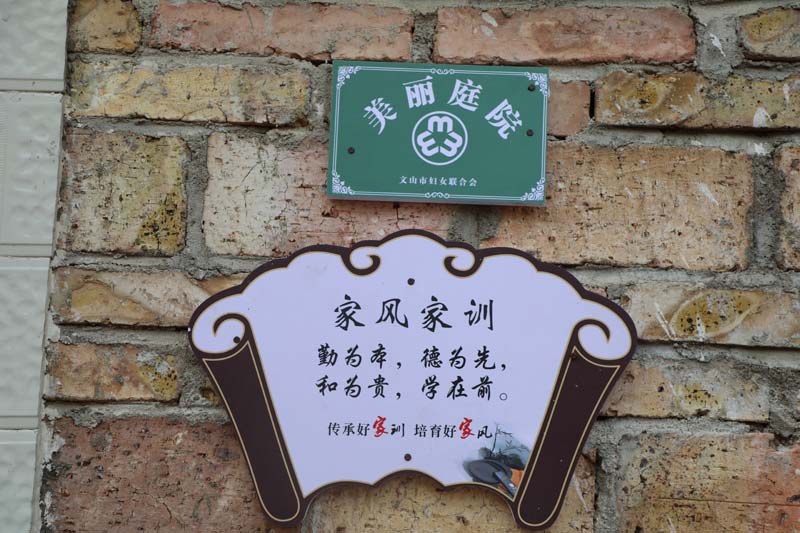 美丽庭院
文山市妇女联合会
家风家训
勤为本，德为先，
和为贵，学在前。
传承好家训 培育好家风